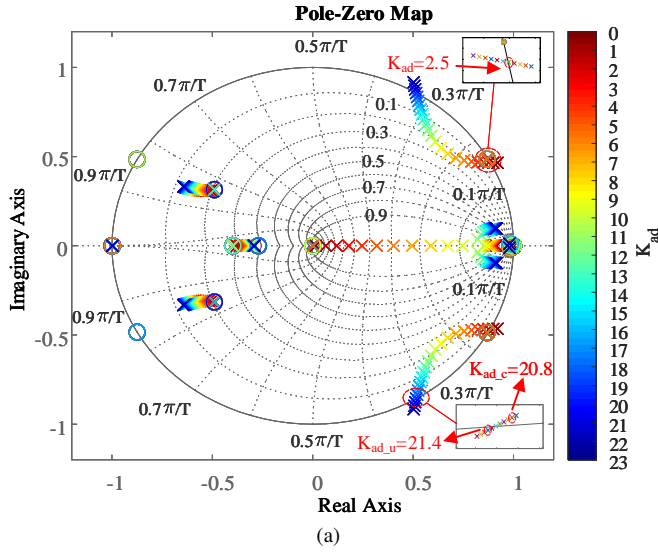 Pole-Zero Map
K_ad=2.5
0.5π/T
0.7π/T
0.3π/T
0.9π/T
0.1π/T
0.1
0.3
0.5
0.7
0.9
0.1π/T
0.9π/T
0.7π/T
0.3π/T
0.5π/T
K_ad_c=20.8
K_ad_u=21.4
1
0.5
0
-0.5
-1
Imaginary Axis
-1
-0.5
0
0.5
1
Real Axis
0
1
2
3
4
5
6
7
8
9
10
11
12
13
14
15
16
17
18
19
20
21
22
23
K_ad
(a)